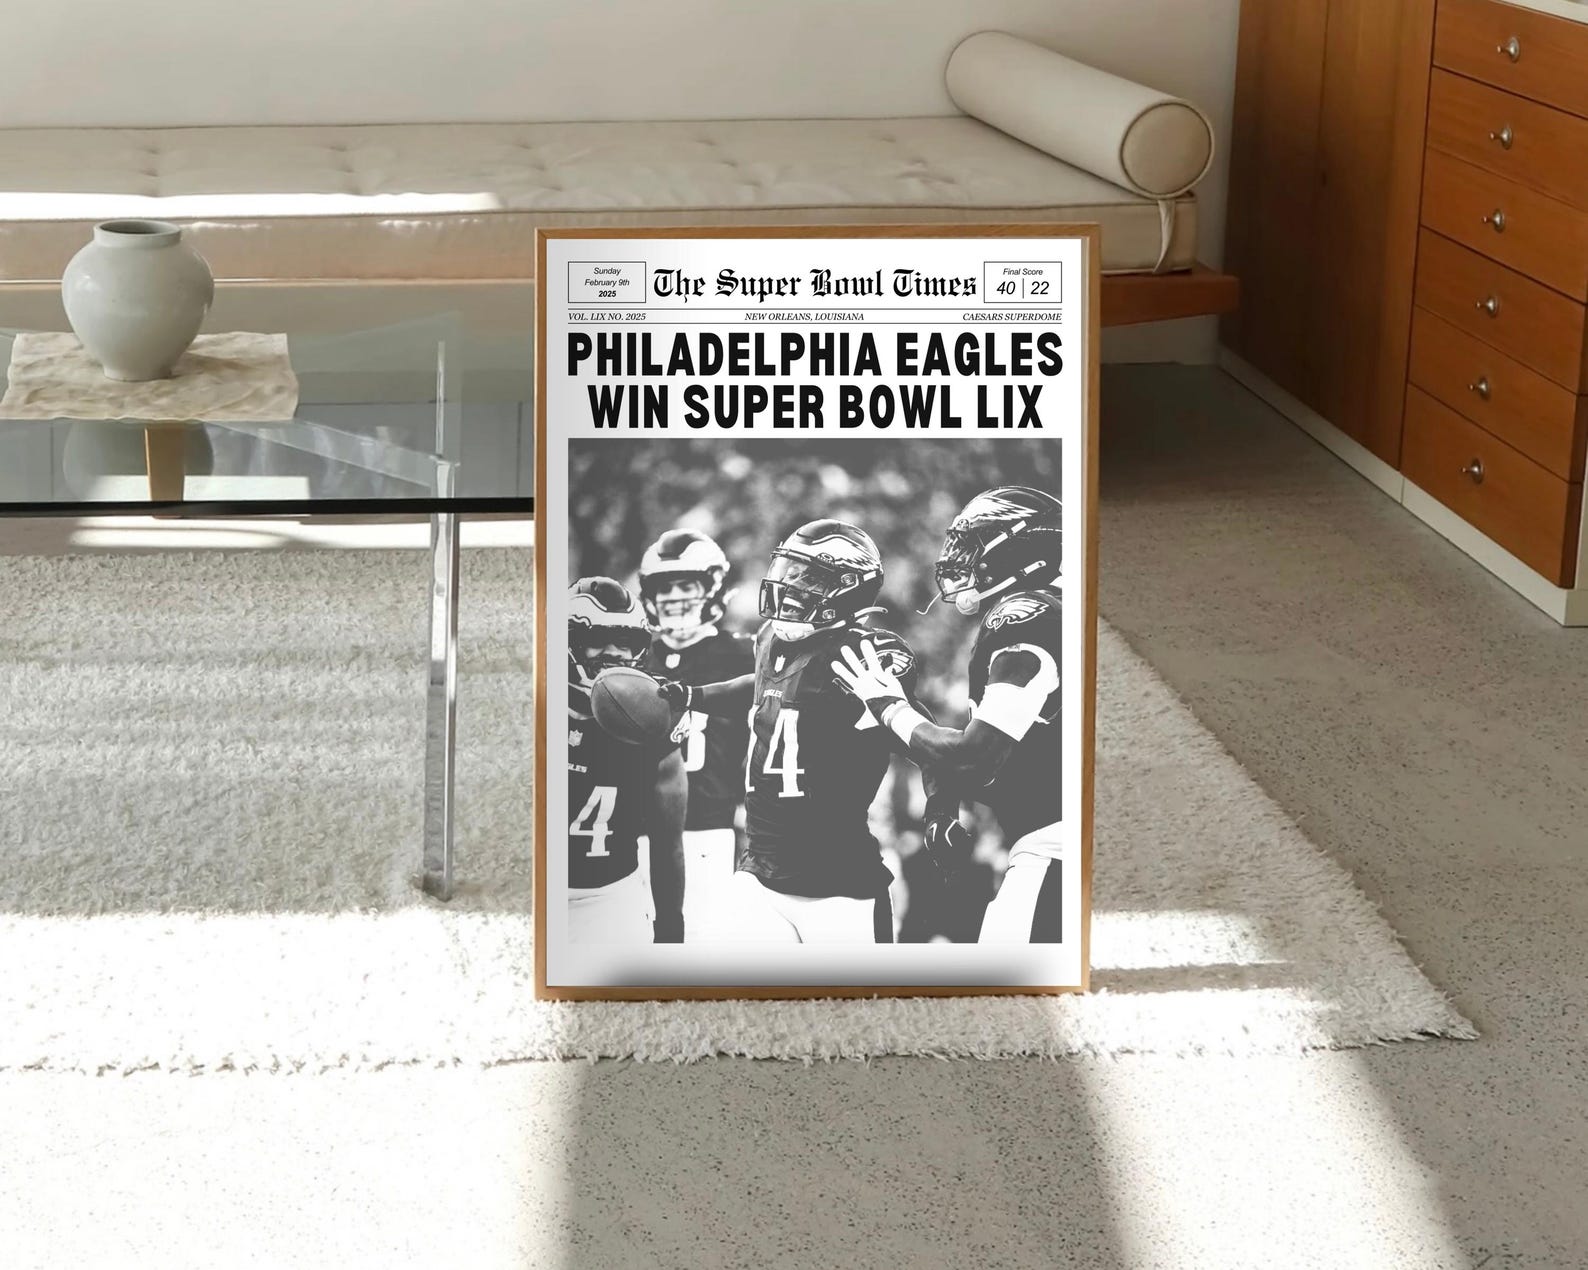 Sunday
February 9th
2025
The Super Bowl Times
Final Score
40 | 22
VOL. LIX NO. 2025
NEW ORLEANS, LOUISIANA
CAESARS SUPERDOME
PHILADELPHIA EAGLES
WIN SUPER BOWL LIX
EAGLES
14
4